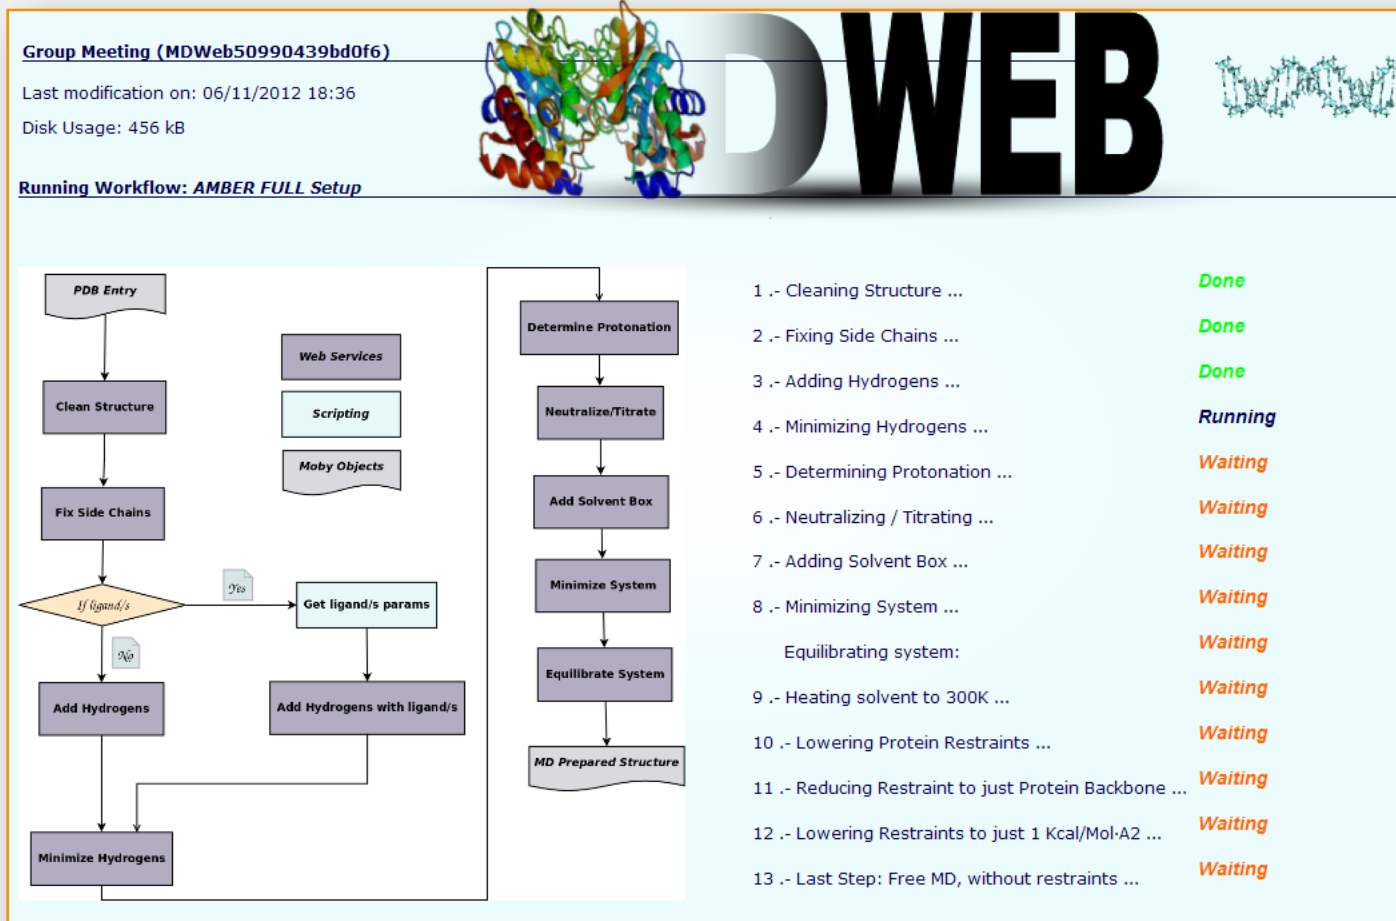 Group Meeting (MDWeb50990439bd0f6)
Last modification on: 06/11/2012 18:36
Disk Usage: 456 kB
Running Workflow: AMBER FULL Setup
DWEB
PDB Entry
Clean Structure
Fix Side Chains
If ligand/s
Yes
No
Get ligand/s params
Add Hydrogens
Add Hydrogens with ligand/s
Minimize Hydrogens
Web Services
Scripting
Moby Objects
Determine Protonation
Neutralize/Titrate
Add Solvent Box
Minimize System
Equilibrate System
MD Prepared Structure
1 .- Cleaning Structure ... Done
2 .- Fixing Side Chains ... Done
3 .- Adding Hydrogens ... Done
4 .- Minimizing Hydrogens ... Running
5 .- Determining Protonation ... Waiting
6 .- Neutralizing / Titrating ... Waiting
7 .- Adding Solvent Box ... Waiting
8 .- Minimizing System ... Waiting
Equilibrating system: Waiting
9 .- Heating solvent to 300K ... Waiting
10 .- Lowering Protein Restraints ... Waiting
11 .- Reducing Restraint to just Protein Backbone ... Waiting
12 .- Lowering Restraints to just 1 Kcal/Mol·A2 ... Waiting
13 .- Last Step: Free MD, without restraints ... Waiting